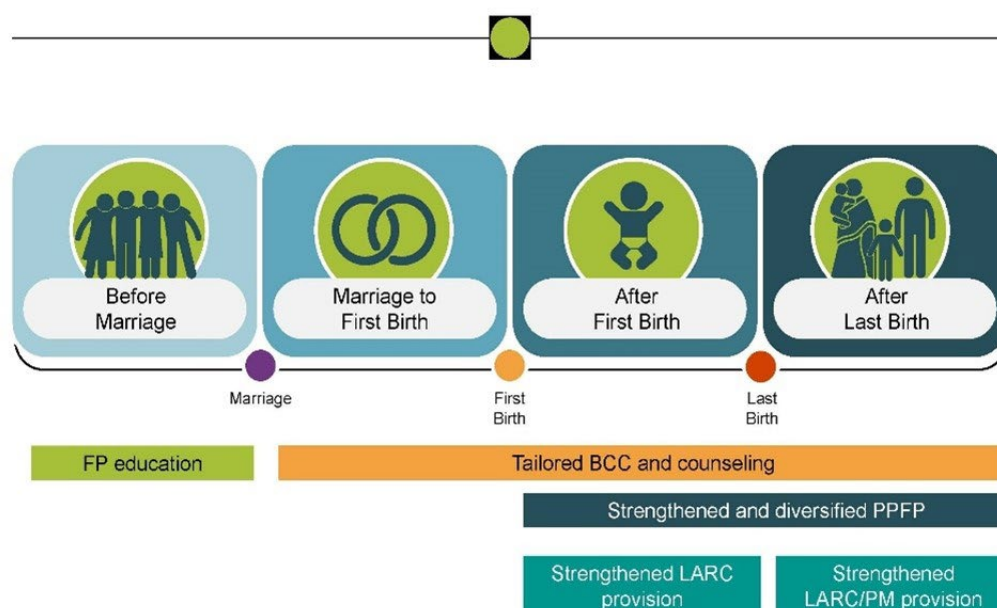 Before
Marriage
Marriage to
First Birth
After
First Birth
After
Last Birth
Marriage
First
Birth
Last
Birth
FP education
Tailored BCC and counseling
Strengthened and diversified PPFP
Strengthened LARC
provision
Strengthened
LARC/PM provision